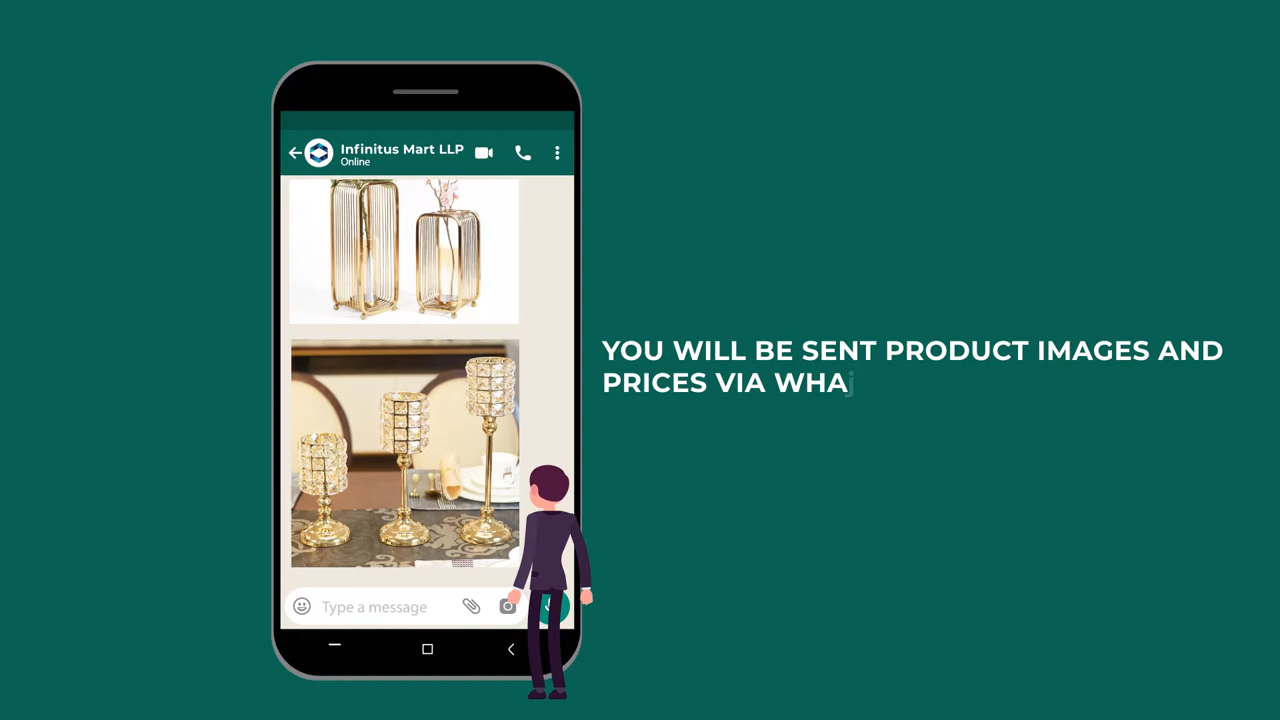 Infinitus Mart LLP
Online
YOU WILL BE SENT PRODUCT IMAGES AND
PRICES VIA WHA
Type a message